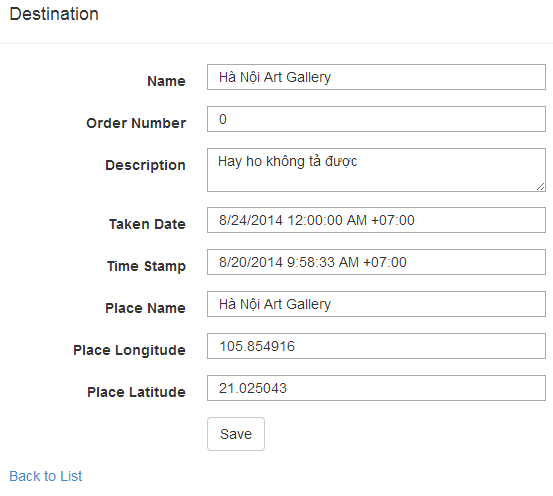 Destination
Name Hà Nội Art Gallery
Order Number 0
Description Hay ho không tả được
Taken Date 8/24/2014 12:00:00 AM +07:00
Time Stamp 8/20/2014 9:58:33 AM +07:00
Place Name Hà Nội Art Gallery
Place Longitude 105.854916
Place Latitude 21.025043
Save
Back to List